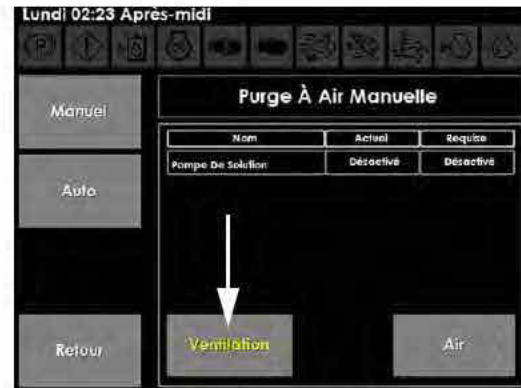 Lundi 02:23 Après-midi
Manuel
Purge À Air Manuelle
Nom Actuel Requise
Pompe De Solution Désactivé Désactivé
Auto
Retour
Ventilation
Air